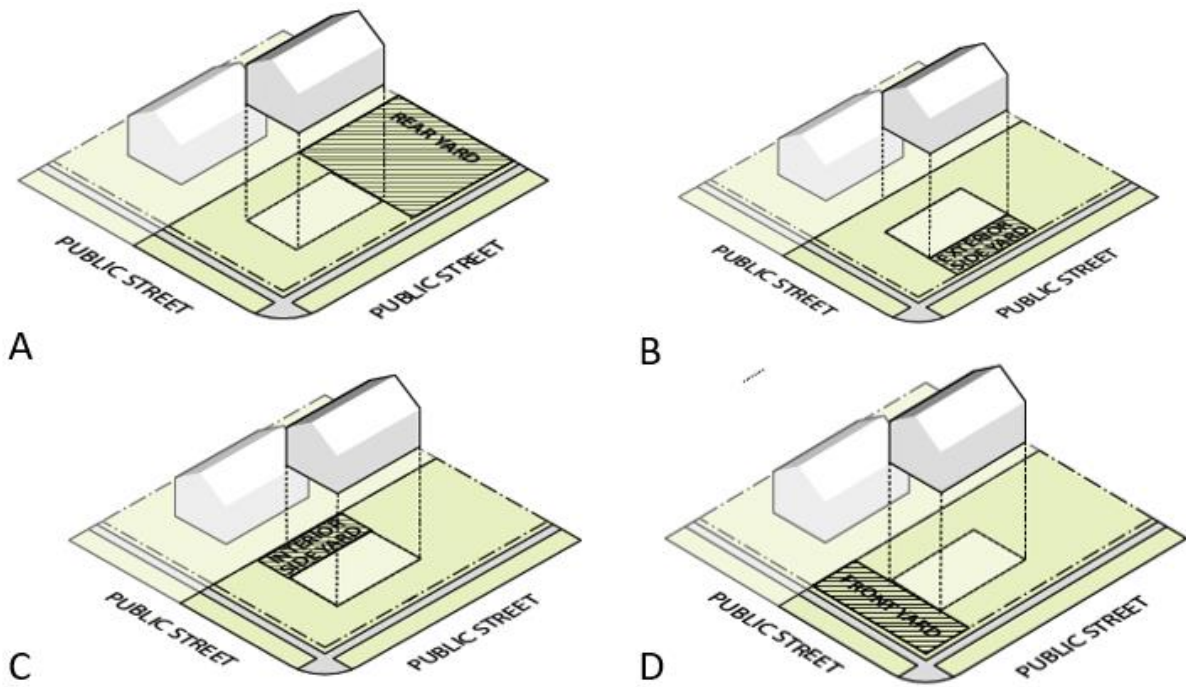 REAR YARD
PUBLIC STREET
PUBLIC STREET
A
EXTERIOR
SIDE YARD
PUBLIC STREET
PUBLIC STREET
B
INTERIOR
SIDE YARD
PUBLIC STREET
PUBLIC STREET
C
FRONT YARD
PUBLIC STREET
PUBLIC STREET
D